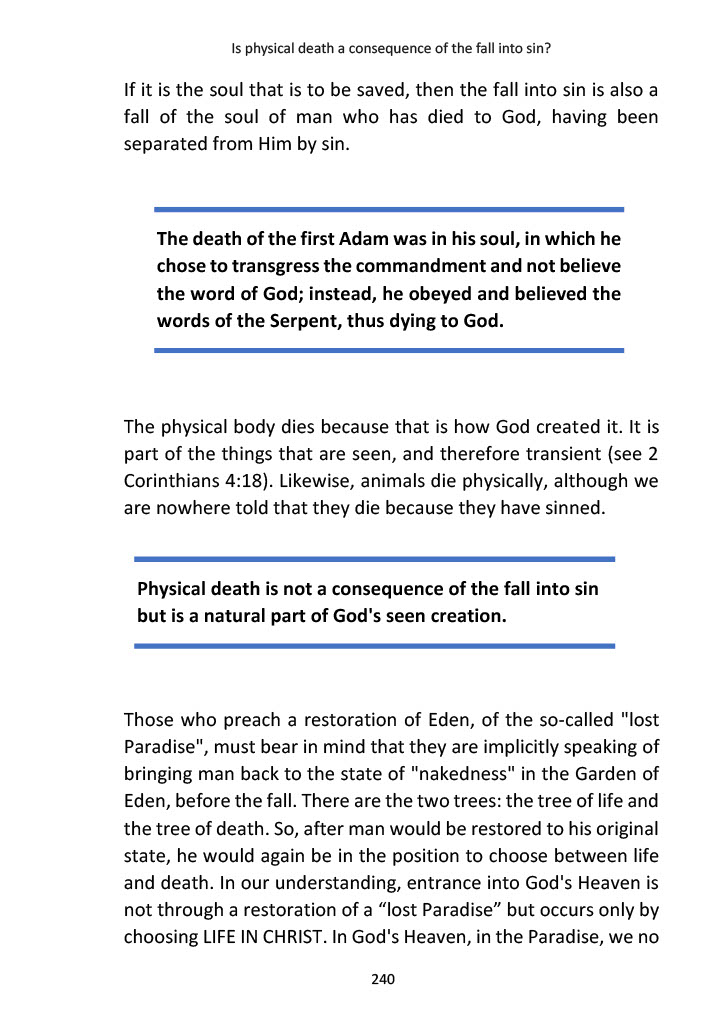 Is physical death a consequence of the fall into sin?
If it is the soul that is to be saved, then the fall into sin is also a
fall of the soul of man who has died to God, having been
separated from Him by sin.
The death of the first Adam was in his soul, in which he
chose to transgress the commandment and not believe
the word of God; instead, he obeyed and believed the
words of the Serpent, thus dying to God.
The physical body dies because that is how God created it. It is
part of the things that are seen, and therefore transient (see 2
Corinthians 4:18). Likewise, animals die physically, although we
are nowhere told that they die because they have sinned.
Physical death is not a consequence of the fall into sin
but is a natural part of God's seen creation.
Those who preach a restoration of Eden, of the so-called "lost
Paradise", must bear in mind that they are implicitly speaking of
bringing man back to the state of "nakedness" in the Garden of
Eden, before the fall. There are the two trees: the tree of life and
the tree of death. So, after man would be restored to his original
state, he would again be in the position to choose between life
and death. In our understanding, entrance into God's Heaven is
not through a restoration of a “lost Paradise” but occurs only by
choosing LIFE IN CHRIST. In God's Heaven, in the Paradise, we no
240